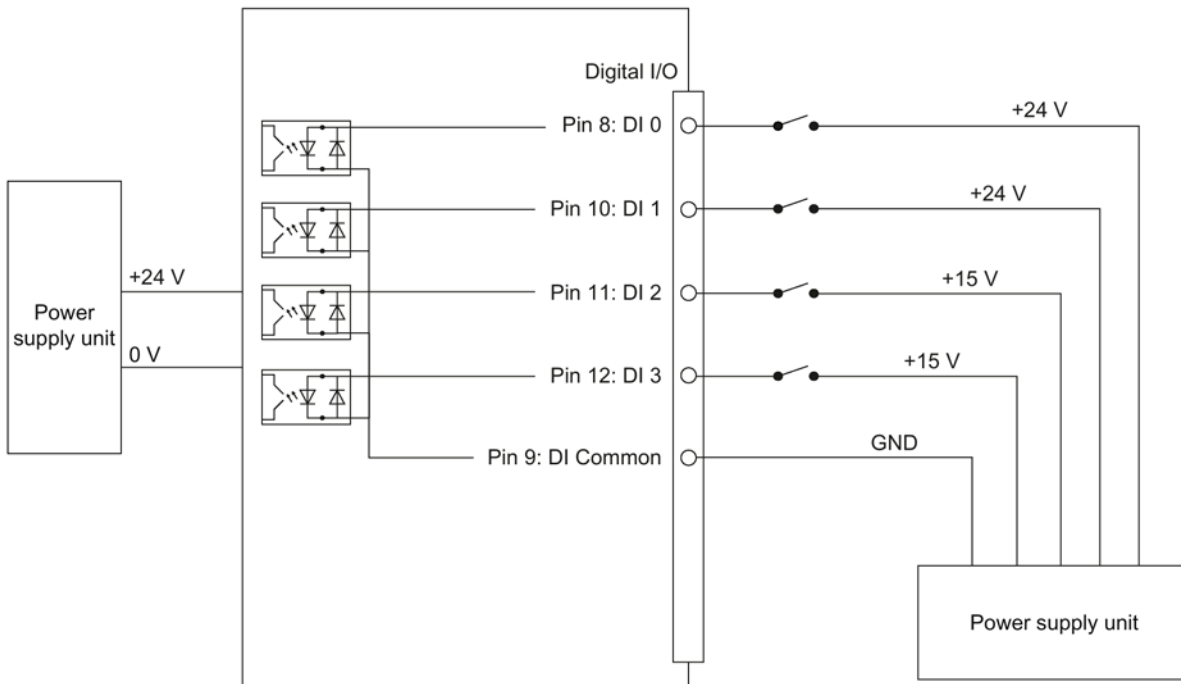 Digital I/O
Pin 8: DI 0
+24 V
Pin 10: DI 1
+24 V
+24 V
Pin 11: DI 2
+15 V
Power
supply unit
0 V
Pin 12: DI 3
+15 V
Pin 9: DI Common
GND
Power supply unit